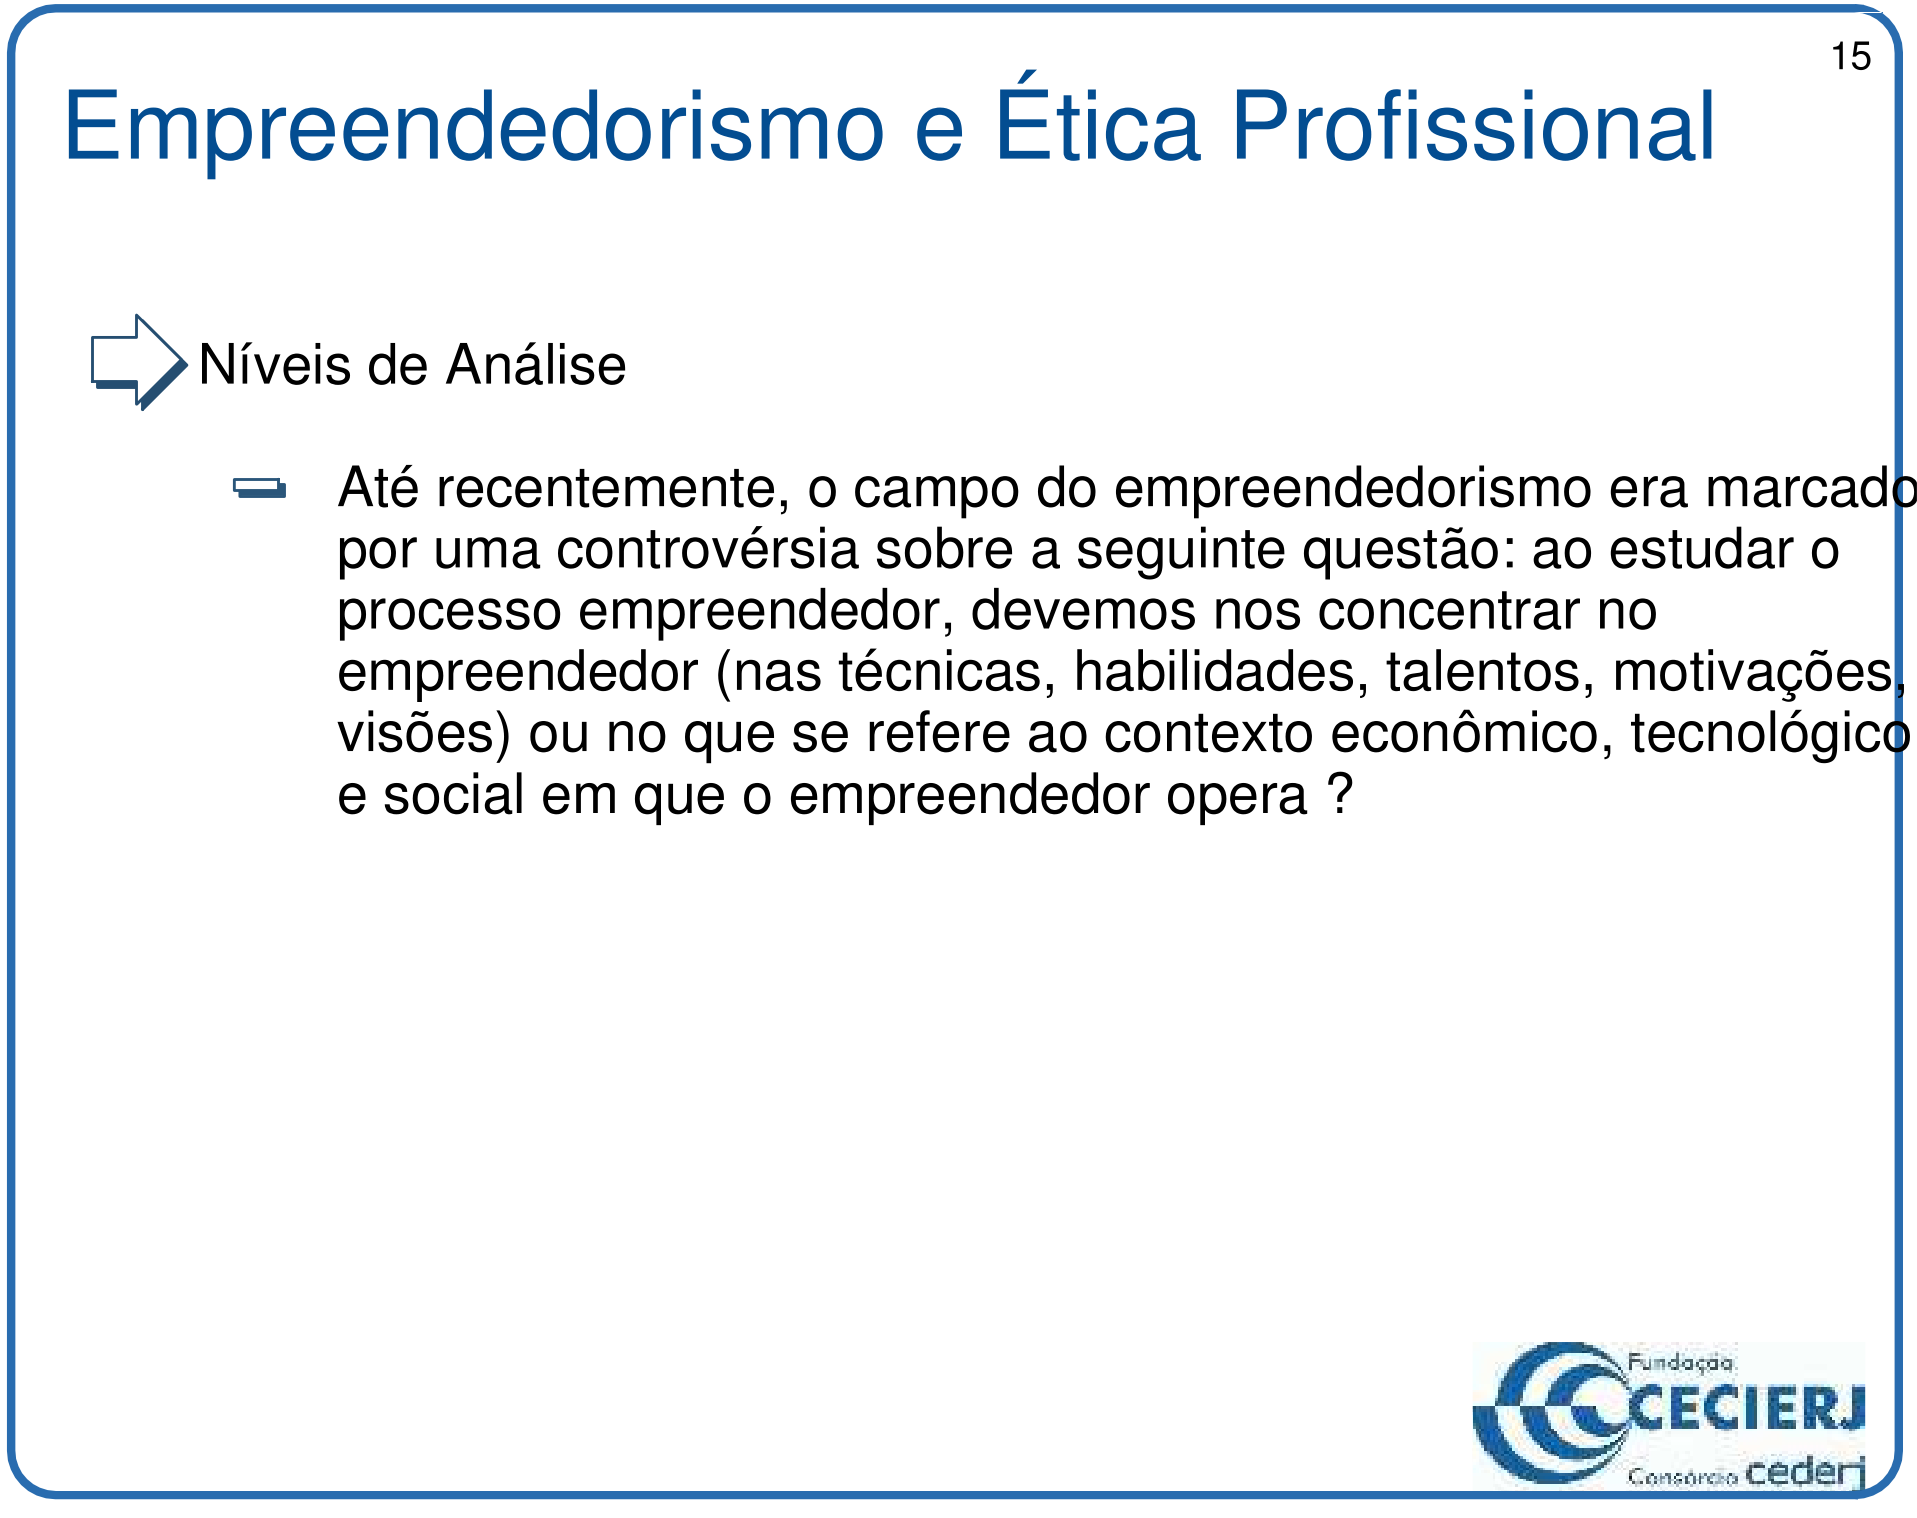 15
Empreendedorismo e Ética Profissional
Níveis de Análise
Até recentemente, o campo do empreendedorismo era marcado
por uma controvérsia sobre a seguinte questão: ao estudar o
processo empreendedor, devemos nos concentrar no
empreendedor (nas técnicas, habilidades, talentos, motivações,
visões) ou no que se refere ao contexto econômico, tecnológico
e social em que o empreendedor opera ?
Fundação
CECIERJ
Consórcio cederj